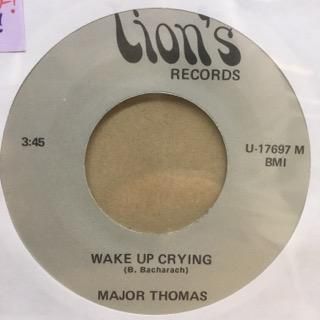 Lion's
RECORDS
3:45
U-17697 M
BMI
WAKE UP CRYING
(B. Bacharach)
MAJOR THOMAS